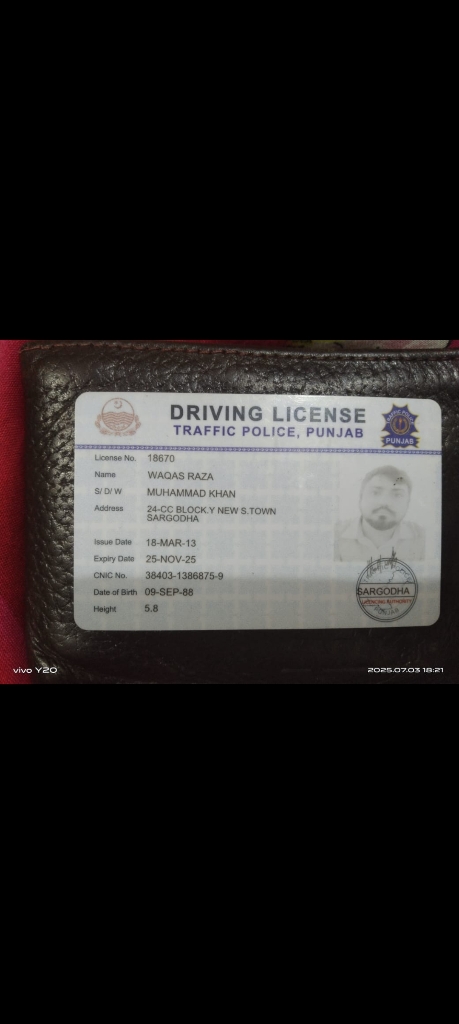 DRIVING LICENSE
TRAFFIC POLICE, PUNJAB
PUNJAB
License No. 18670
Name WAQAS RAZA
S/ D/ W MUHAMMAD KHAN
Address 24-CC BLOCK.Y NEW S.TOWN
SARGODHA
Issue Date 18-MAR-13
Expiry Date 25-NOV-25
CNIC No. 38403-1386875-9
Date of Birth 09-SEP-88
Height 5.8
SARGODHA
LICENCING AUTHORITY
vivo Y20
2025.07.03 18:21